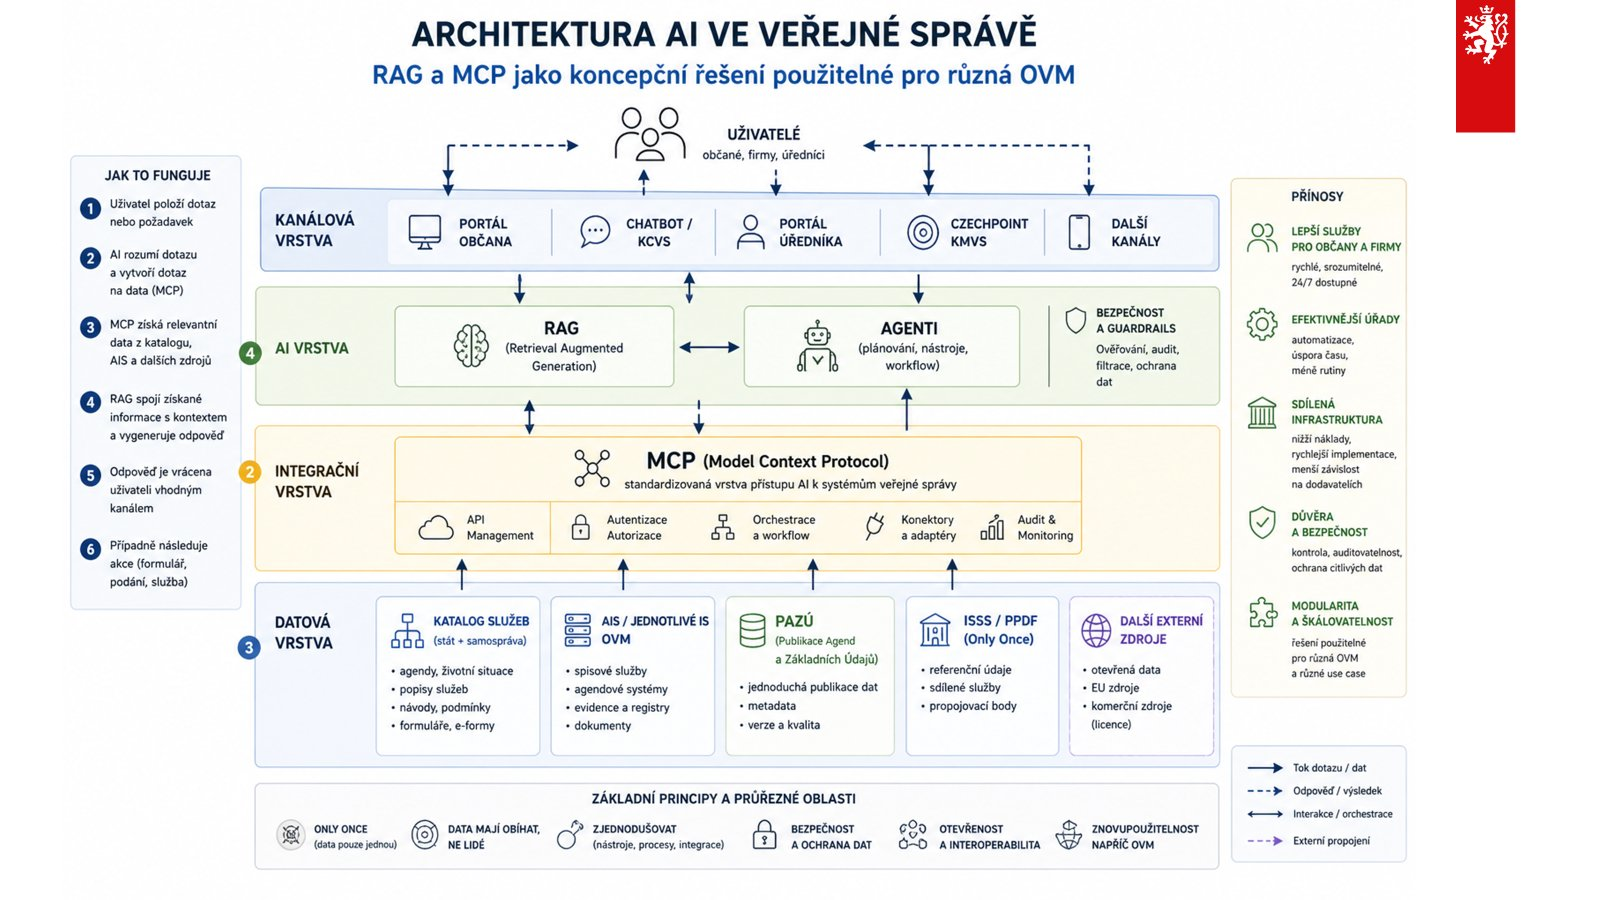 ARCHITEKTURA AI VE VEŘEJNÉ SPRÁVĚ
RAG a MCP jako koncepční řešení použitelné pro různá OVM
UŽIVATELÉ
občané, firmy, úředníci
JAK TO FUNGUJE
1
Uživatel položí dotaz
nebo požadavek
2
AI rozumí dotazu
a vytvoří dotaz
na data (MCP)
3
MCP získá relevantní
data z katalogu,
AIS a dalších zdrojů
4
RAG spojí získané
informace s kontextem
a vygeneruje odpověď
5
Odpověď je vrácena
uživateli vhodným
kanálem
6
Případně následuje
akce (formulář,
podání, služba)
KANÁLOVÁ
VRSTVA
PORTÁL
OBČANA
CHATBOT /
KCVS
PORTÁL
ÚŘEDNÍKA
CZECHPOINT
KMVS
DALŠÍ
KANÁLY
4
AI VRSTVA
RAG
(Retrieval Augmented
Generation)
AGENTI
(plánování, nástroje,
workflow)
BEZPEČNOST
A GUARDRAILS
Ověřování, audit,
filtrace, ochrana
dat
2
INTEGRAČNÍ
VRSTVA
MCP (Model Context Protocol)
standardizovaná vrstva přístupu AI k systémům veřejné správy
API
Management
Autentizace
Autorizace
Orchestrace
a workflow
Konektory
a adaptéry
Audit &
Monitoring
3
DATOVÁ
VRSTVA
KATALOG SLUŽEB
(stát + samospráva)
• agendy, životní situace
• popisy služeb
• návody, podmínky
• formuláře, e-formy
AIS / JEDNOTLIVÉ IS
OVM
• spisové služby
• agendové systémy
• evidence a registry
• dokumenty
PAZÚ
(Publikace Agend
a Základních Údajů)
• jednoduchá publikace dat
• metadata
• verze a kvalita
ISSS / PPDF
(Only Once)
• referenční údaje
• sdílené služby
• propojovací body
DALŠÍ EXTERNÍ
ZDROJE
• otevřená data
• EU zdroje
• komerční zdroje
(licence)
ZÁKLADNÍ PRINCIPY A PRŮŘEZNÉ OBLASTI
ONLY ONCE
(data pouze jednou)
DATA MAJÍ OBÍHAT,
NE LIDÉ
ZJEDNODUŠOVAT
(nástroje, procesy, integrace)
BEZPEČNOST
A OCHRANA DAT
OTEVŘENOST
A INTEROPERABILITA
ZNOVUPOUŽITELNOST
NAPŘÍČ OVM
PŘÍNOSY
LEPŠÍ SLUŽBY
PRO OBČANY A FIRMY
rychlé, srozumitelné,
24/7 dostupné
EFEKTIVNĚJŠÍ ÚŘADY
automatizace,
úspora času,
méně rutiny
SDÍLENÁ
INFRASTRUKTURA
nižší náklady,
rychlejší implementace,
menší závislost
na dodavatelích
DŮVĚRA
A BEZPEČNOST
kontrola, auditovatelnost,
ochrana citlivých dat
MODULARITA
A ŠKÁLOVATELNOST
řešení použitelné
pro různá OVM
a různé use case
Tok dotazu / dat
Odpověď / výsledek
Interakce / orchestrace
Externí propojení